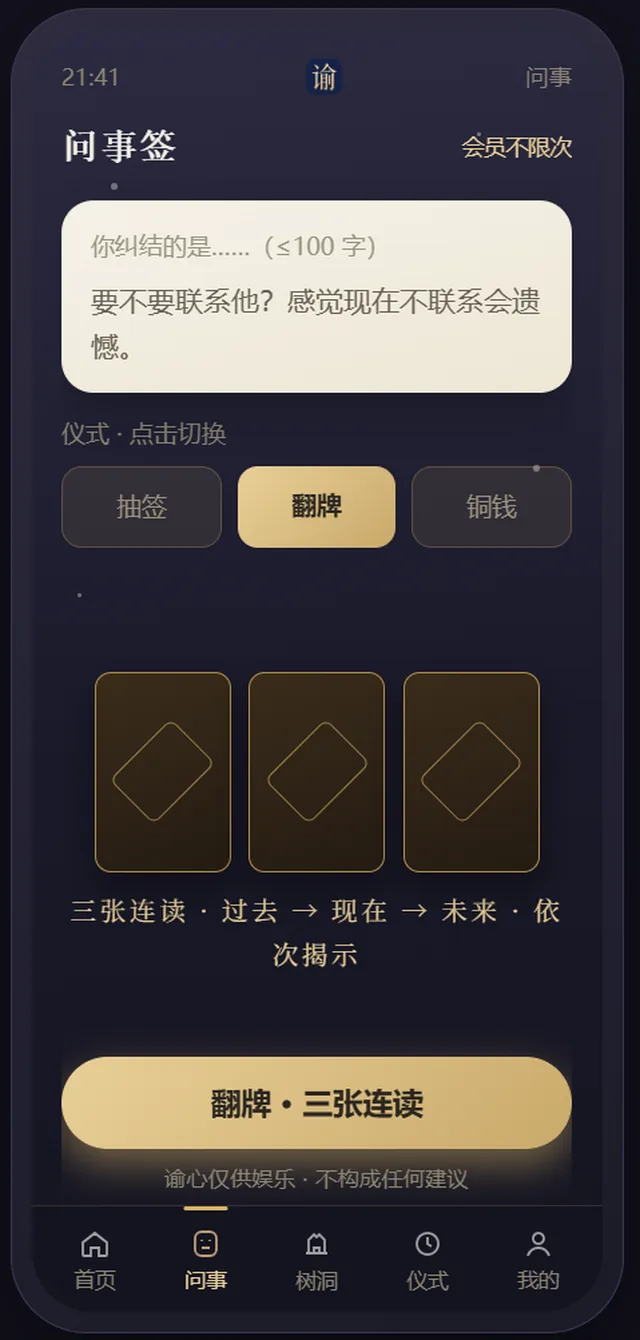 21:41 谕 问事
问事签 会员不限次
你纠结的是……（≤100 字）
要不要联系他？感觉现在不联系会遗
憾。
仪式 · 点击切换
抽签 翻牌 铜钱
三张连读 · 过去 → 现在 → 未来 · 依
次揭示
翻牌 • 三张连读
谕心仅供娱乐 · 不构成任何建议
首页 问事 树洞 仪式 我的